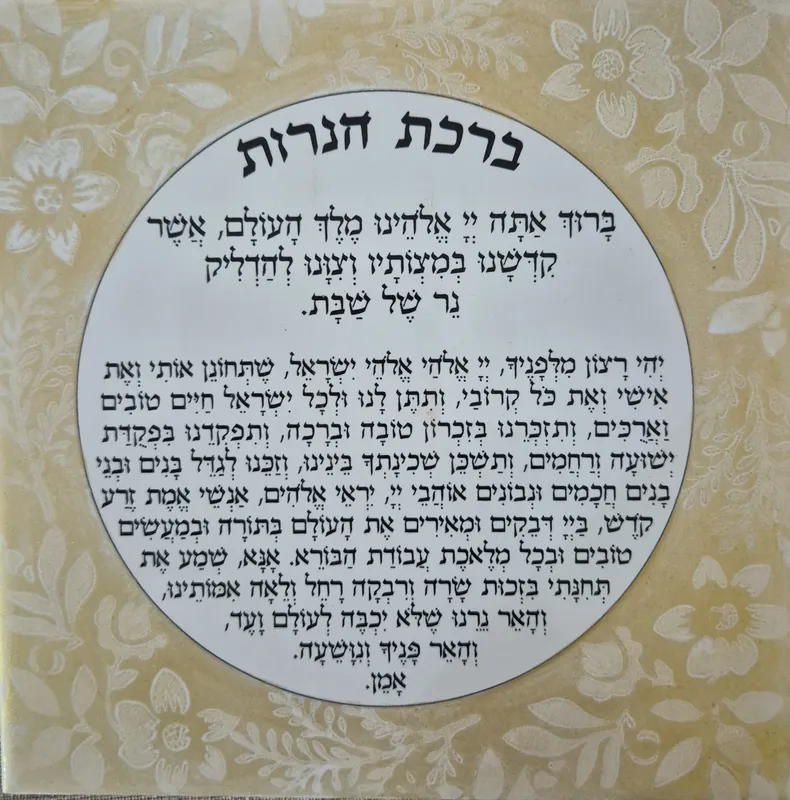 ברכת הנרות
בָּרוּךְ אַתָּה יְיָ אֱלֹהֵינוּ מֶלֶךְ הָעוֹלָם, אֲשֶׁר
קִדְּשָׁנוּ בְּמִצְוֹתָיו וְצִוָּנוּ לְהַדְלִיק
נֵר שֶׁל שַׁבָּת.
יְהִי רָצוֹן מִלְּפָנֶיךָ, יְיָ אֱלֹהַי אֱלֹהֵי יִשְׂרָאֵל, שֶׁתְּחוֹנֵן אוֹתִי וְאֶת
אִישִׁי וְאֶת כֹּל קְרוֹבַי, וְתִתֵּן לָנוּ וּלְכָל יִשְׂרָאֵל חַיִּים טוֹבִים
וַאֲרֻכִּים, וְתִזְכְּרֵנוּ בְּזִכְרוֹן טוֹבָה וּבְרָכָה, וְתִפְקְדֵנוּ בִּפְקֻדַּת
יְשׁוּעָה וְרַחֲמִים, וְתַשְׁכֵּן שְׁכִינָתְךָ בֵּינֵינוּ, וְזַכֵּנוּ לְגַדֵּל בָּנִים וּבְנֵי
בָנִים חֲכָמִים וּנְבוֹנִים אוֹהֲבֵי יְיָ, יִרְאֵי אֱלֹהִים, אַנְשֵׁי אֱמֶת זֶרַע
קֹדֶשׁ, בַּייָ דְּבֵקִים וּמְאִירִים אֶת הָעוֹלָם בְּתוֹרָה וּבְמַעֲשִׂים
טוֹבִים וּבְכָל מְלֶאכֶת עֲבוֹדַת הַבּוֹרֵא. אָנָּא, שְׁמַע אֶת
תְּחִנָּתִי בִּזְכוּת שָׂרָה וְרִבְקָה רָחֵל וְלֵאָה אִמּוֹתֵינוּ,
וְהָאֵר נֵרֵנוּ שֶׁלֹּא יִכְבֶּה לְעוֹלָם וָעֶד,
וְהָאֵר פָּנֶיךָ וְנִוָּשֵׁעָה.
אָמֵן.